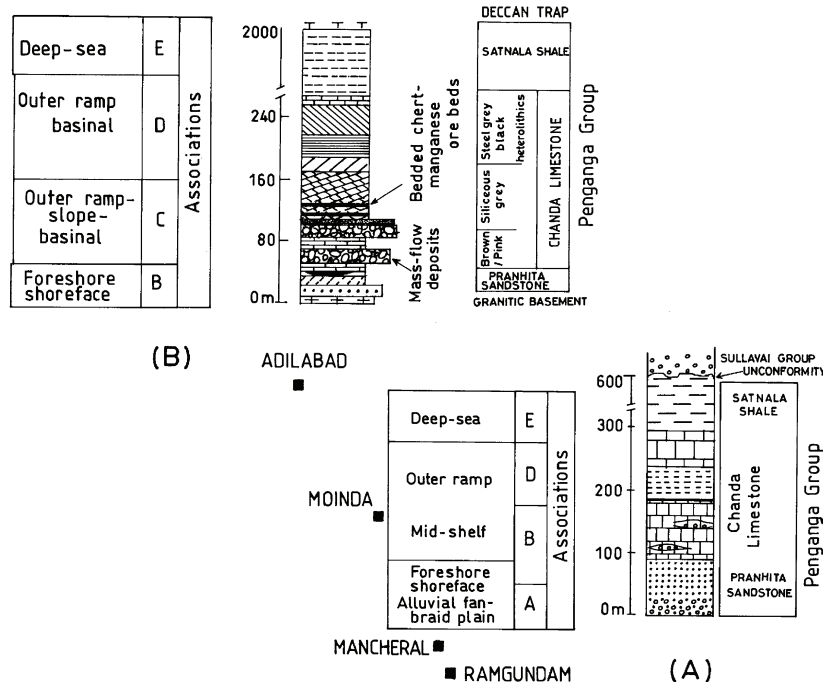 2000
240
160
80
0m
Deep-sea
E
Outer ramp
basinal
D
Outer ramp-
slope-
basinal
C
Foreshore
shoreface
B
Associations
Bedded chert-
manganese
ore beds
Mass-flow
deposits
DECCAN TRAP
SATNALA SHALE
Steel grey
black
heterolithics
Siliceous
grey
Brown
/ Pink
CHANDA LIMESTONE
PRANHITA
SANDSTONE
GRANITIC BASEMENT
Penganga Group
(B)
ADILABAD
MOINDA
MANCHERAL
RAMGUNDAM
Deep-sea
E
Outer ramp
D
Mid-shelf
B
Foreshore
shoreface
Alluvial fan-
braid plain
A
Associations
600
300
200
100
0m
SULLAVAI GROUP
UNCONFORMITY
SATNALA
SHALE
Chanda
Limestone
PRANHITA
SANDSTONE
Penganga Group
(A)